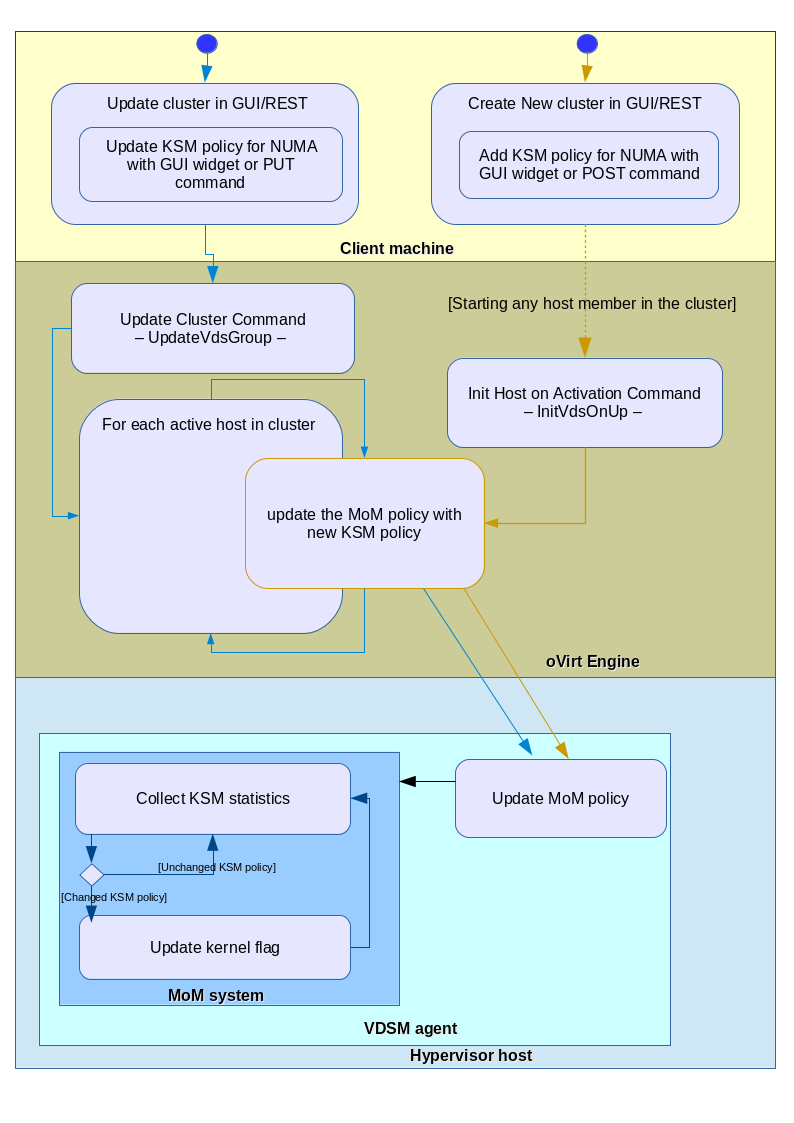 Update cluster in GUI/REST
Update KSM policy for NUMA
with GUI widget or PUT
command
Create New cluster in GUI/REST
Add KSM policy for NUMA with
GUI widget or POST command
Client machine
[Starting any host member in the cluster]
Update Cluster Command
– UpdateVdsGroup –
Init Host on Activation Command
– InitVdsOnUp –
For each active host in cluster
update the MoM policy with
new KSM policy
oVirt Engine
Collect KSM statistics
Update MoM policy
[Unchanged KSM policy]
[Changed KSM policy]
Update kernel flag
MoM system
VDSM agent
Hypervisor host